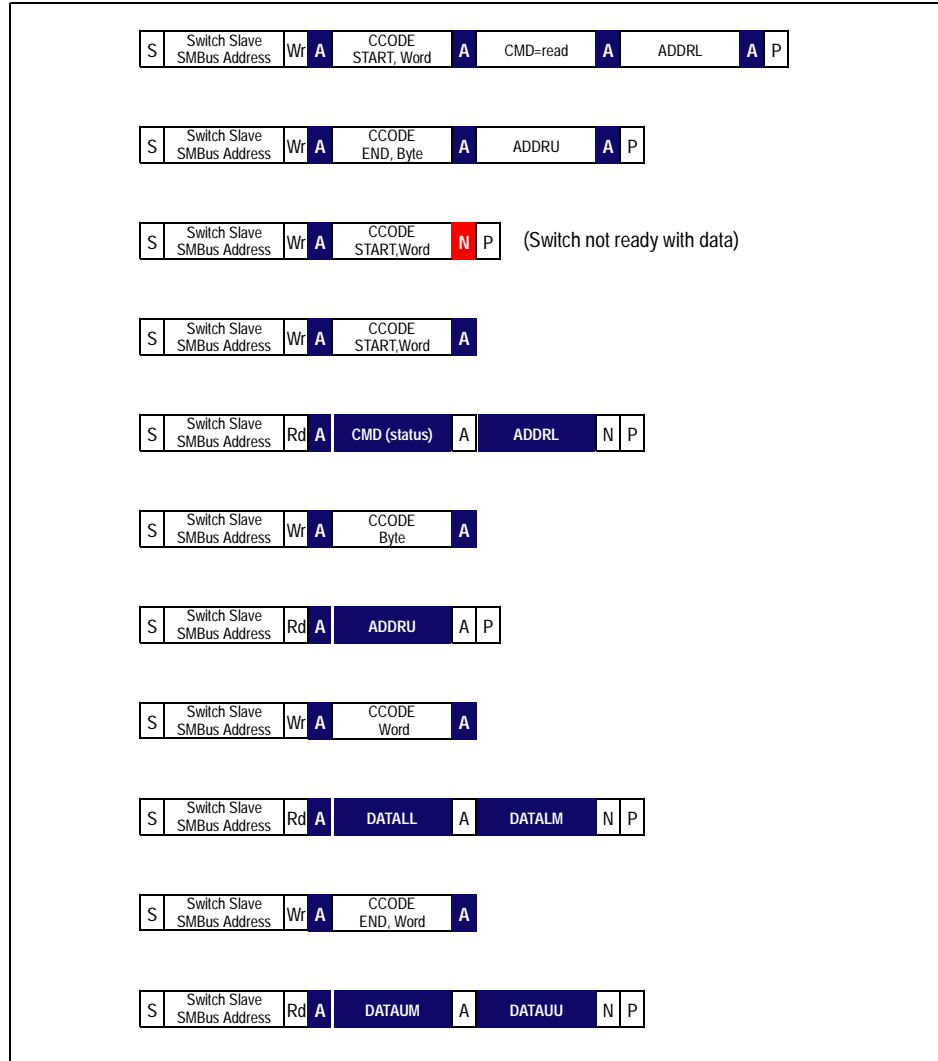 S Switch Slave SMBus Address Wr A CCODE START, Word A CMD=read A ADDRL A P
S Switch Slave SMBus Address Wr A CCODE END, Byte A ADDRU A P
S Switch Slave SMBus Address Wr A CCODE START,Word N P (Switch not ready with data)
S Switch Slave SMBus Address Wr A CCODE START,Word A
S Switch Slave SMBus Address Rd A CMD (status) A ADDRL N P
S Switch Slave SMBus Address Wr A CCODE Byte A
S Switch Slave SMBus Address Rd A ADDRU A P
S Switch Slave SMBus Address Wr A CCODE Word A
S Switch Slave SMBus Address Rd A DATALL A DATALM N P
S Switch Slave SMBus Address Wr A CCODE END, Word A
S Switch Slave SMBus Address Rd A DATAUM A DATAUU N P